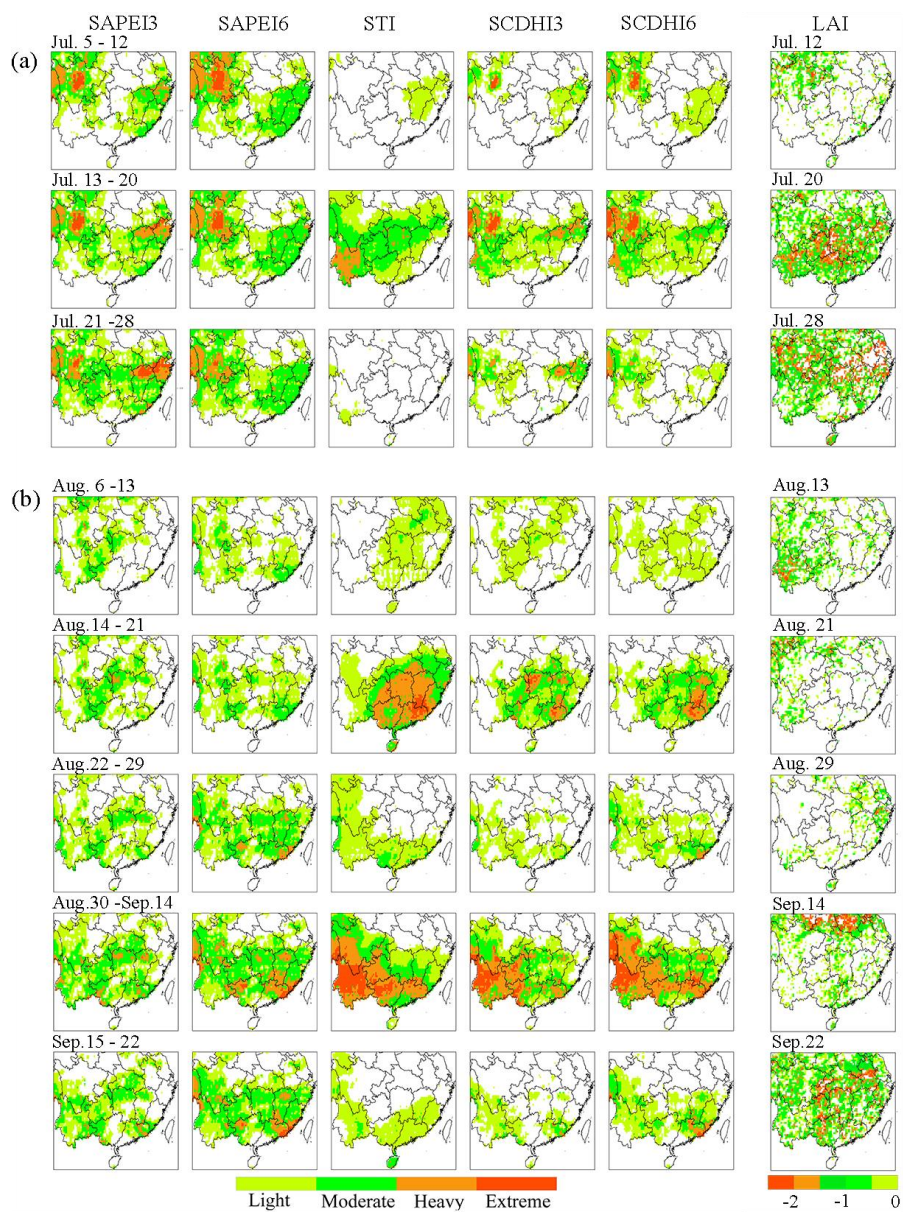 SAPEI3 SAPEI6 STI SCDHI3 SCDHI6 LAI
(a)
Jul. 5 - 12 Jul. 12
Jul. 13 - 20 Jul. 20
Jul. 21 -28 Jul. 28
(b)
Aug. 6 -13 Aug.13
Aug.14 - 21 Aug. 21
Aug.22 - 29 Aug. 29
Aug.30 -Sep.14 Sep.14
Sep.15 - 22 Sep.22
Light Moderate Heavy Extreme
-2 -1 0